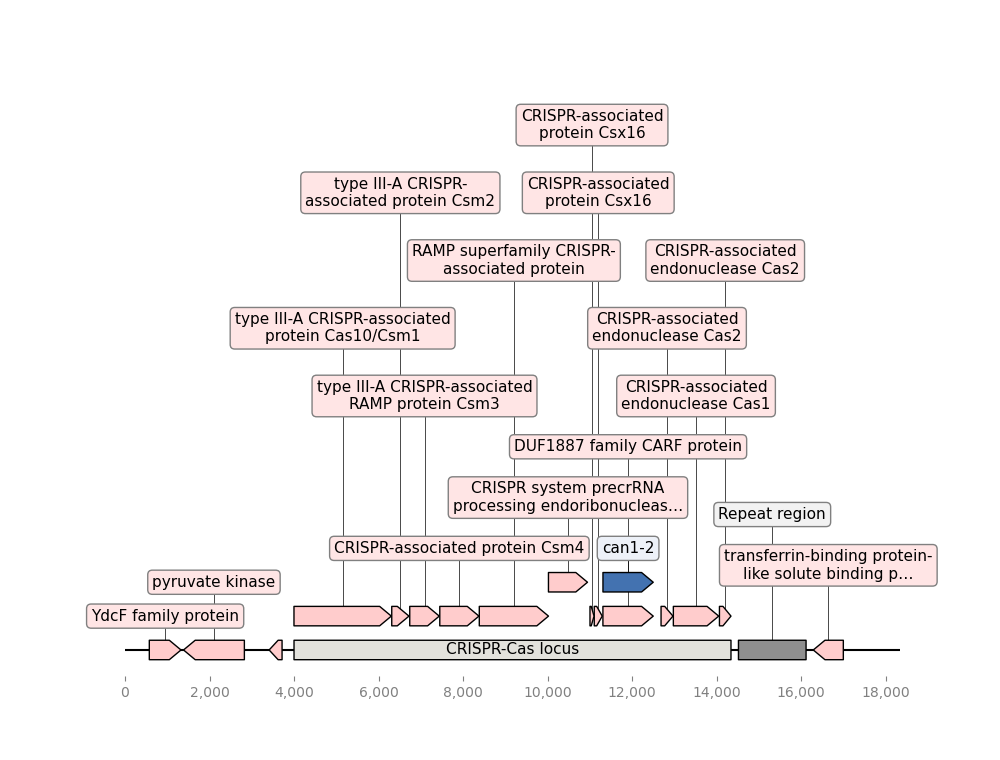 CRISPR-associated
protein Csx16
type III-A CRISPR-
associated protein Csm2
CRISPR-associated
protein Csx16
RAMP superfamily CRISPR-
associated protein
CRISPR-associated
endonuclease Cas2
type III-A CRISPR-associated
protein Cas10/Csm1
CRISPR-associated
endonuclease Cas2
type III-A CRISPR-associated
RAMP protein Csm3
CRISPR-associated
endonuclease Cas1
DUF1887 family CARF protein
CRISPR system precrRNA
processing endoribonucleas…
Repeat region
CRISPR-associated protein Csm4
can1-2
transferrin-binding protein-
like solute binding p…
pyruvate kinase
YdcF family protein
CRISPR-Cas locus
0 2,000 4,000 6,000 8,000 10,000 12,000 14,000 16,000 18,000